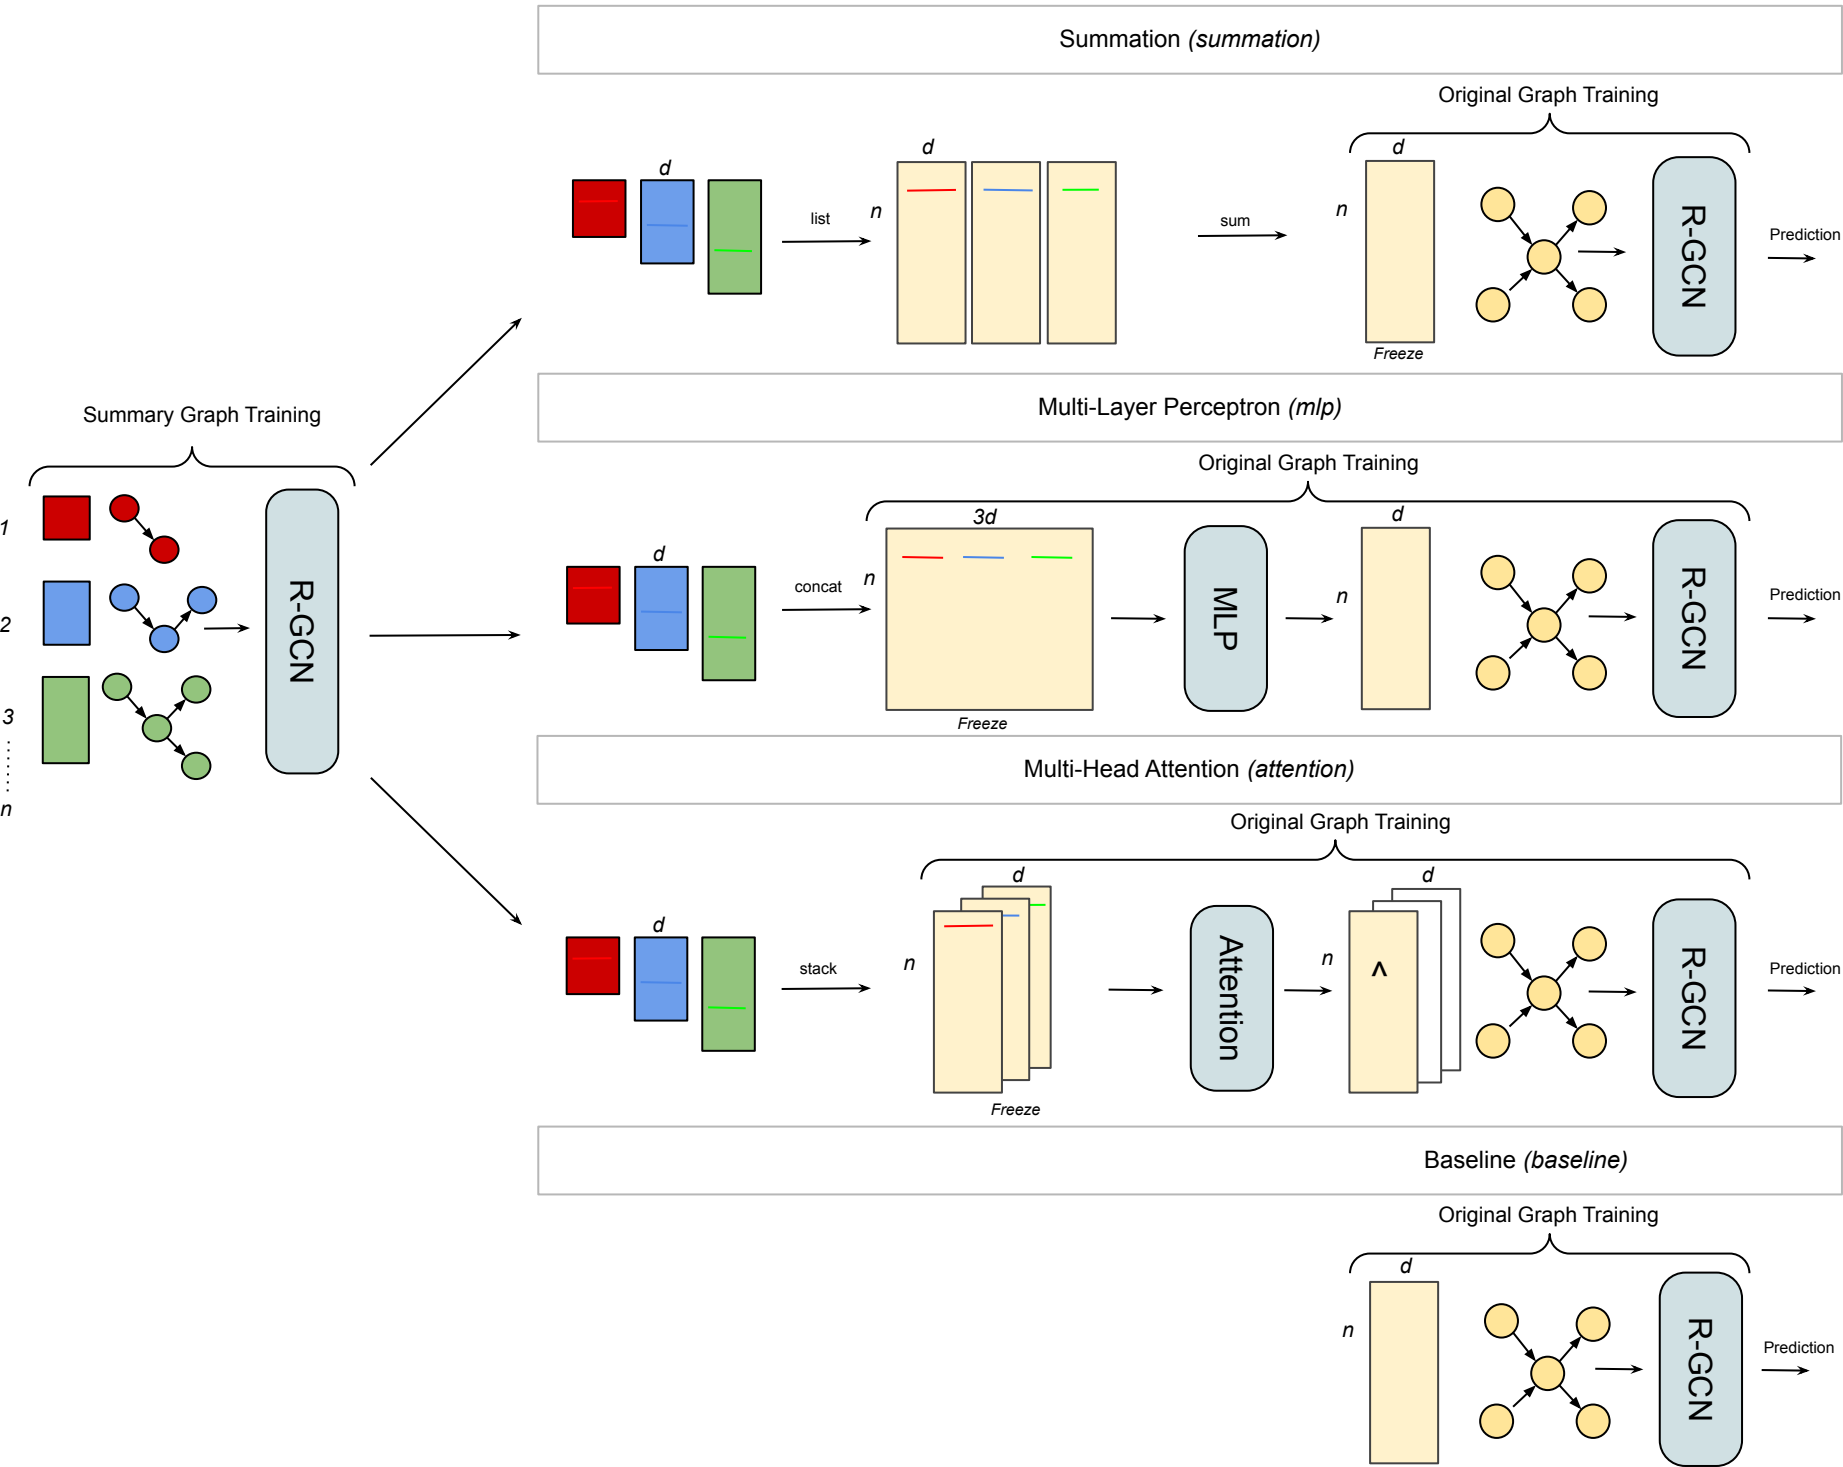 Summation (summation)
Original Graph Training
d
d
d
list
n
sum
n
R-GCN
Prediction
Freeze
Summary Graph Training
1
2
3
n
R-GCN
Multi-Layer Perceptron (mlp)
Original Graph Training
3d
d
d
concat
n
MLP
n
R-GCN
Prediction
Freeze
Multi-Head Attention (attention)
Original Graph Training
d
d
d
stack
n
Attention
n
^
R-GCN
Prediction
Freeze
Baseline (baseline)
Original Graph Training
d
n
R-GCN
Prediction